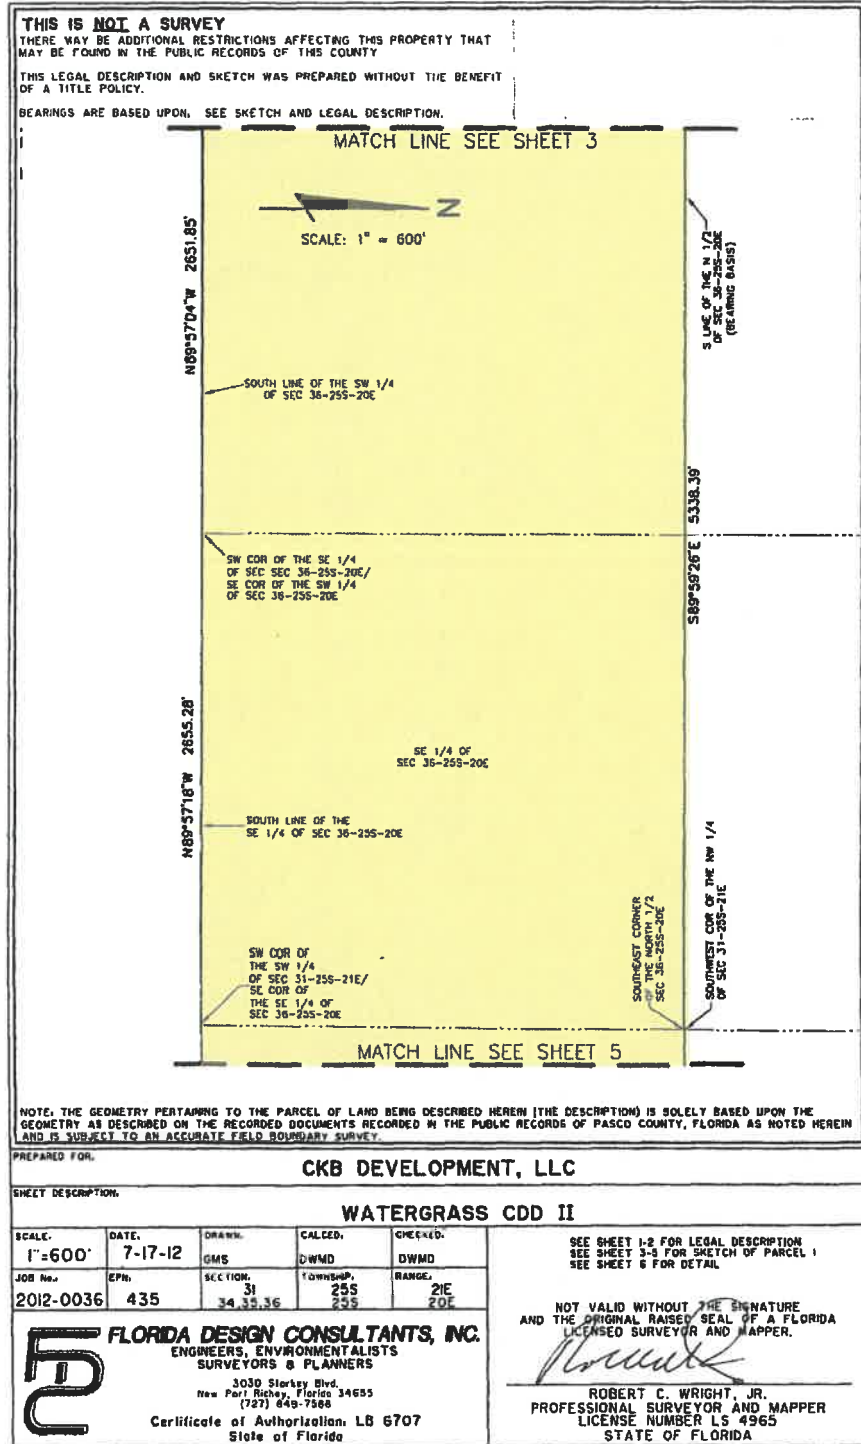 THIS IS NOT A SURVEY
THERE MAY BE ADDITIONAL RESTRICTIONS AFFECTING THIS PROPERTY THAT
MAY BE FOUND IN THE PUBLIC RECORDS OF THIS COUNTY
THIS LEGAL DESCRIPTION AND SKETCH WAS PREPARED WITHOUT THE BENEFIT
OF A TITLE POLICY.
BEARINGS ARE BASED UPON: SEE SKETCH AND LEGAL DESCRIPTION.
MATCH LINE SEE SHEET 3
N
SCALE: 1" = 600'
N89°57'04"W 2651.85'
S LINE OF THE N 1/2
OF SEC 36-25S-20E
(BEARING BASIS)
SOUTH LINE OF THE SW 1/4
OF SEC 36-25S-20E
S89°59'26"E 5338.39'
SW COR OF THE SE 1/4
OF SEC SEC 36-25S-20E/
SE COR OF THE SW 1/4
OF SEC 36-25S-20E
N89°57'18"W 2655.28'
SE 1/4 OF
SEC 36-25S-20E
SOUTH LINE OF THE
SE 1/4 OF SEC 36-25S-20E
SOUTHEAST CORNER
OF THE NORTH 1/2
SEC 36-25S-20E
SOUTHWEST COR OF THE NW 1/4
OF SEC 31-25S-21E
SW COR OF
THE SW 1/4
OF SEC 31-25S-21E/
SE COR OF
THE SE 1/4 OF
SEC 36-25S-20E
MATCH LINE SEE SHEET 5
NOTE: THE GEOMETRY PERTAINING TO THE PARCEL OF LAND BEING DESCRIBED HEREIN (THE DESCRIPTION) IS SOLELY BASED UPON THE
GEOMETRY AS DESCRIBED ON THE RECORDED DOCUMENTS RECORDED IN THE PUBLIC RECORDS OF PASCO COUNTY, FLORIDA AS NOTED HEREIN
AND IS SUBJECT TO AN ACCURATE FIELD BOUNDARY SURVEY.
PREPARED FOR:
CKB DEVELOPMENT, LLC
SHEET DESCRIPTION:
WATERGRASS CDD II
SCALE: DATE: DRAWN: CALCED: CHECKED:
1"=600' 7-17-12 GMS DWMD DWMD
JOB No.: EPN: SECTION: TOWNSHIP: RANGE:
2012-0036 435 31 25S 21E
34,35,36 25S 20E
SEE SHEET 1-2 FOR LEGAL DESCRIPTION
SEE SHEET 3-5 FOR SKETCH OF PARCEL 1
SEE SHEET 6 FOR DETAIL
NOT VALID WITHOUT THE SIGNATURE
AND THE ORIGINAL RAISED SEAL OF A FLORIDA
LICENSED SURVEYOR AND MAPPER.
FLORIDA DESIGN CONSULTANTS, INC.
ENGINEERS, ENVIRONMENTALISTS
SURVEYORS & PLANNERS
3030 Starkey Blvd.
New Port Richey, Florida 34655
(727) 849-7588
Certificate of Authorization: LB 6707
State of Florida
ROBERT C. WRIGHT, JR.
PROFESSIONAL SURVEYOR AND MAPPER
LICENSE NUMBER LS 4965
STATE OF FLORIDA